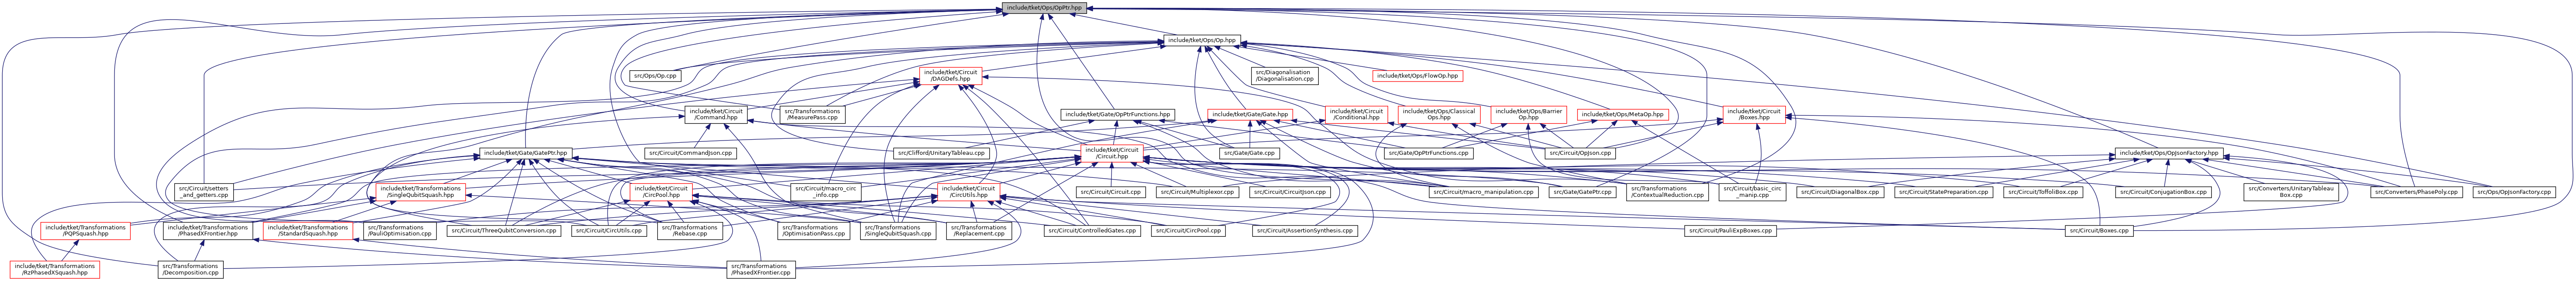 include/tket/Ops/OpPtr.hpp
include/tket/Ops/Op.hpp
src/Ops/Op.cpp
include/tket/Circuit
/DAGDefs.hpp
src/Diagonalisation
/Diagonalisation.cpp
include/tket/Ops/FlowOp.hpp
include/tket/Circuit
/Command.hpp
src/Transformations
/MeasurePass.cpp
include/tket/Gate/OpPtrFunctions.hpp
include/tket/Gate/Gate.hpp
include/tket/Circuit
/Conditional.hpp
include/tket/Ops/Classical
Ops.hpp
include/tket/Ops/Barrier
Op.hpp
include/tket/Ops/MetaOp.hpp
include/tket/Circuit
/Boxes.hpp
include/tket/Gate/GatePtr.hpp
src/Circuit/CommandJson.cpp
src/Clifford/UnitaryTableau.cpp
include/tket/Circuit
/Circuit.hpp
src/Gate/Gate.cpp
src/Gate/OpPtrFunctions.cpp
src/Circuit/OpJson.cpp
include/tket/Ops/OpJsonFactory.hpp
src/Circuit/setters
_and_getters.cpp
include/tket/Transformations
/SingleQubitSquash.hpp
include/tket/Circuit
/CircPool.hpp
src/Circuit/macro_circ
_info.cpp
include/tket/Circuit
/CircUtils.hpp
src/Circuit/Circuit.cpp
src/Circuit/Multiplexor.cpp
src/Circuit/CircuitJson.cpp
src/Circuit/macro_manipulation.cpp
src/Gate/GatePtr.cpp
src/Transformations
/ContextualReduction.cpp
src/Circuit/basic_circ
_manip.cpp
src/Circuit/DiagonalBox.cpp
src/Circuit/StatePreparation.cpp
src/Circuit/ToffoliBox.cpp
src/Circuit/ConjugationBox.cpp
src/Converters/UnitaryTableau
Box.cpp
src/Converters/PhasePoly.cpp
src/Ops/OpJsonFactory.cpp
include/tket/Transformations
/PQPSquash.hpp
include/tket/Transformations
/PhasedXFrontier.hpp
include/tket/Transformations
/StandardSquash.hpp
src/Transformations
/PauliOptimisation.cpp
src/Circuit/ThreeQubitConversion.cpp
src/Circuit/CircUtils.cpp
src/Transformations
/Rebase.cpp
src/Transformations
/OptimisationPass.cpp
src/Transformations
/SingleQubitSquash.cpp
src/Transformations
/Replacement.cpp
src/Circuit/ControlledGates.cpp
src/Circuit/CircPool.cpp
src/Circuit/AssertionSynthesis.cpp
src/Circuit/PauliExpBoxes.cpp
src/Circuit/Boxes.cpp
include/tket/Transformations
/RzPhasedXSquash.hpp
src/Transformations
/Decomposition.cpp
src/Transformations
/PhasedXFrontier.cpp